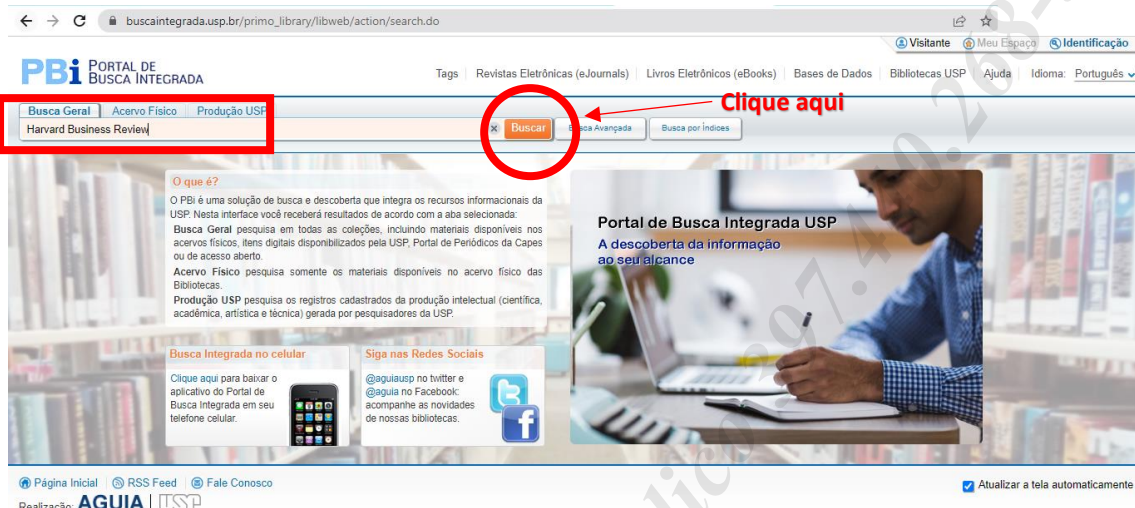 buscaintegrada.usp.br/primo_library/libweb/action/search.do
Visitante Meu Espaço Identificação
PBi PORTAL DE
BUSCA INTEGRADA
Tags Revistas Eletrônicas (eJournals) Livros Eletrônicos (eBooks) Bases de Dados Bibliotecas USP Ajuda Idioma: Português
Busca Geral Acervo Físico Produção USP
Clique aqui
Harvard Business Review
Buscar Busca Avançada Busca por Índices
O que é?
O PBi é uma solução de busca e descoberta que integra os recursos informacionais da
USP. Nesta interface você receberá resultados de acordo com a aba selecionada:
Busca Geral pesquisa em todas as coleções, incluindo materiais disponíveis nos
acervos físicos, itens digitais disponibilizados pela USP, Portal de Periódicos da Capes
ou de acesso aberto.
Acervo Físico pesquisa somente os materiais disponíveis no acervo físico das
Bibliotecas.
Produção USP pesquisa os registros cadastrados da produção intelectual (científica,
acadêmica, artística e técnica) gerada por pesquisadores da USP.
Portal de Busca Integrada USP
A descoberta da informação
ao seu alcance
Busca Integrada no celular
Clique aqui para baixar o
aplicativo do Portal de
Busca Integrada em seu
telefone celular.
Siga nas Redes Sociais
@aguiausp no twitter e
@aguia no Facebook:
acompanhe as novidades
de nossas bibliotecas.
Página Inicial RSS Feed Fale Conosco
Atualizar a tela automaticamente
Realização: AGUIA USP